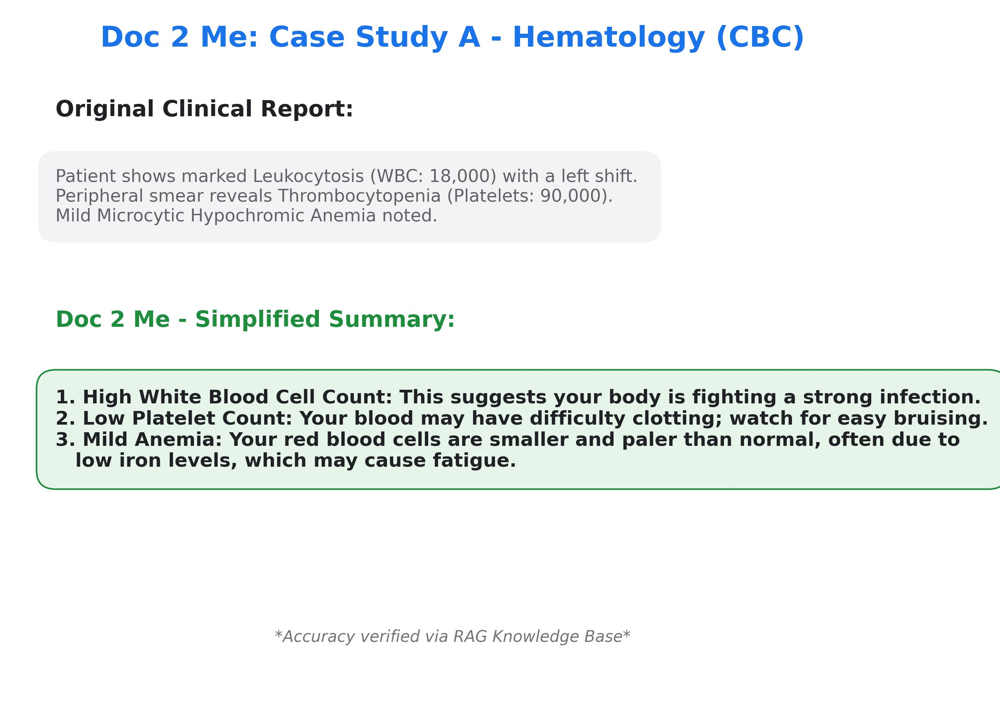 Doc 2 Me: Case Study A - Hematology (CBC)
Original Clinical Report:
Patient shows marked Leukocytosis (WBC: 18,000) with a left shift.
Peripheral smear reveals Thrombocytopenia (Platelets: 90,000).
Mild Microcytic Hypochromic Anemia noted.
Doc 2 Me - Simplified Summary:
1. High White Blood Cell Count: This suggests your body is fighting a strong infection.
2. Low Platelet Count: Your blood may have difficulty clotting; watch for easy bruising.
3. Mild Anemia: Your red blood cells are smaller and paler than normal, often due to
low iron levels, which may cause fatigue.
*Accuracy verified via RAG Knowledge Base*